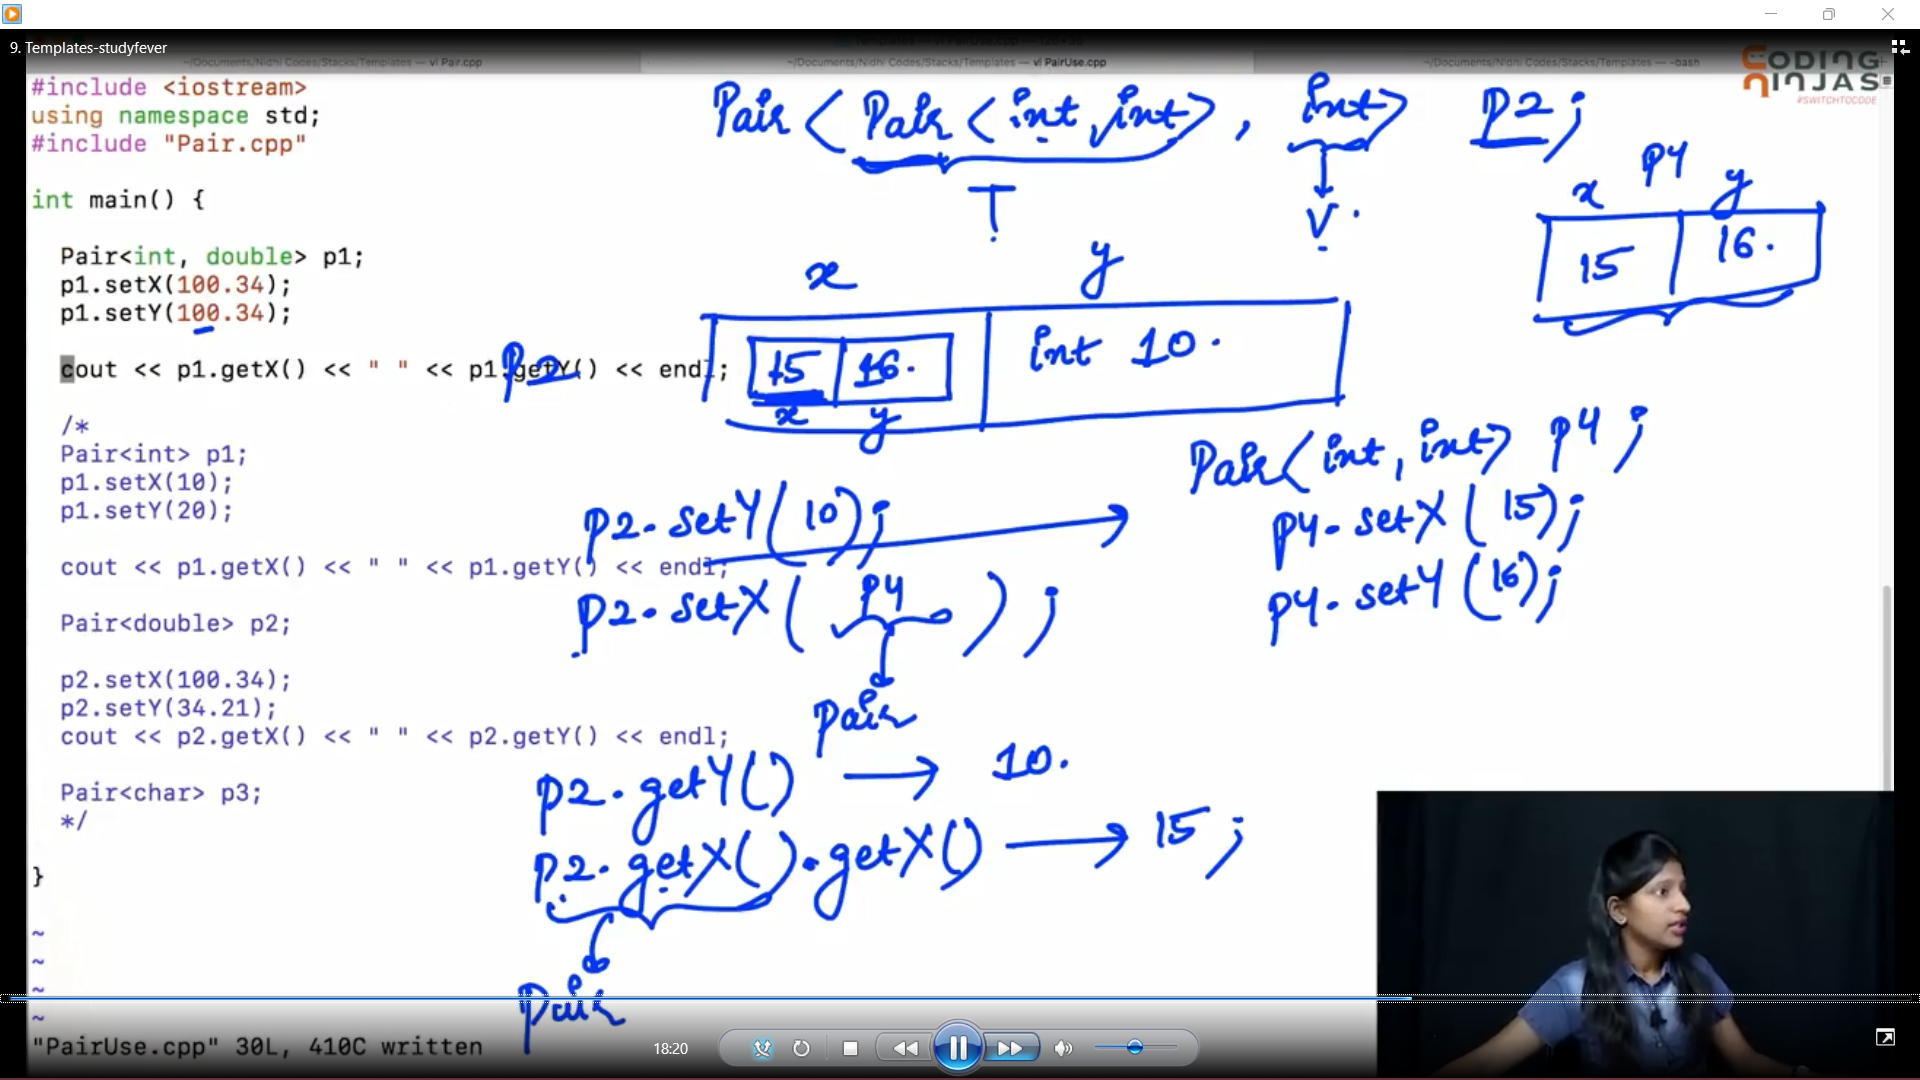 9. Templates-studyfever
~/Documents/Nidhi Codes/Stacks/Templates — vi Pair.cpp
~/Documents/Nidhi Codes/Stacks/Templates — vi PairUse.cpp
~/Documents/Nidhi Codes/Stacks/Templates — -bash
CODING
NINJAS
#SWITCHTOCODE
#include <iostream>
using namespace std;
#include "Pair.cpp"
int main() {
Pair<int, double> p1;
p1.setX(100.34);
p1.setY(100.34);
cout << p1.getX() << " " << p1.getY() << endl;
/*
Pair<int> p1;
p1.setX(10);
p1.setY(20);
cout << p1.getX() << " " << p1.getY() << endl;
Pair<double> p2;
p2.setX(100.34);
p2.setY(34.21);
cout << p2.getX() << " " << p2.getY() << endl;
Pair<char> p3;
*/
}
~
~
~
~
"PairUse.cpp" 30L, 410C written
Pair < Pair < int, int > , int > p2 ;
T
V.
p4
x y
15 16.
x y
p2
15 16. int 10.
x y
Pair < int, int > p4 ;
p4. setX ( 15) ;
p4. setY ( 16) ;
p2. setY ( 10) ;
p2. setX ( p4 ) ;
Pair
p2. getY() → 10.
p2. getX(). getX() → 15 ;
Pair
18:20